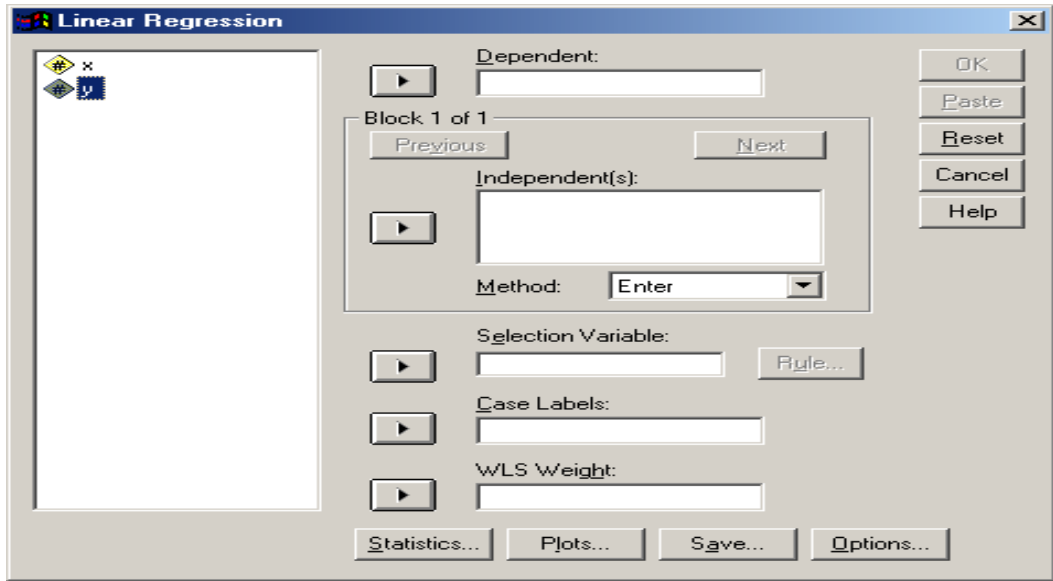 Linear Regression
# x
# y
Dependent:
OK
Paste
Reset
Cancel
Help
Block 1 of 1
Previous
Next
Independent(s):
Method:
Enter
Selection Variable:
Rule...
Case Labels:
WLS Weight:
Statistics...
Plots...
Save...
Options...